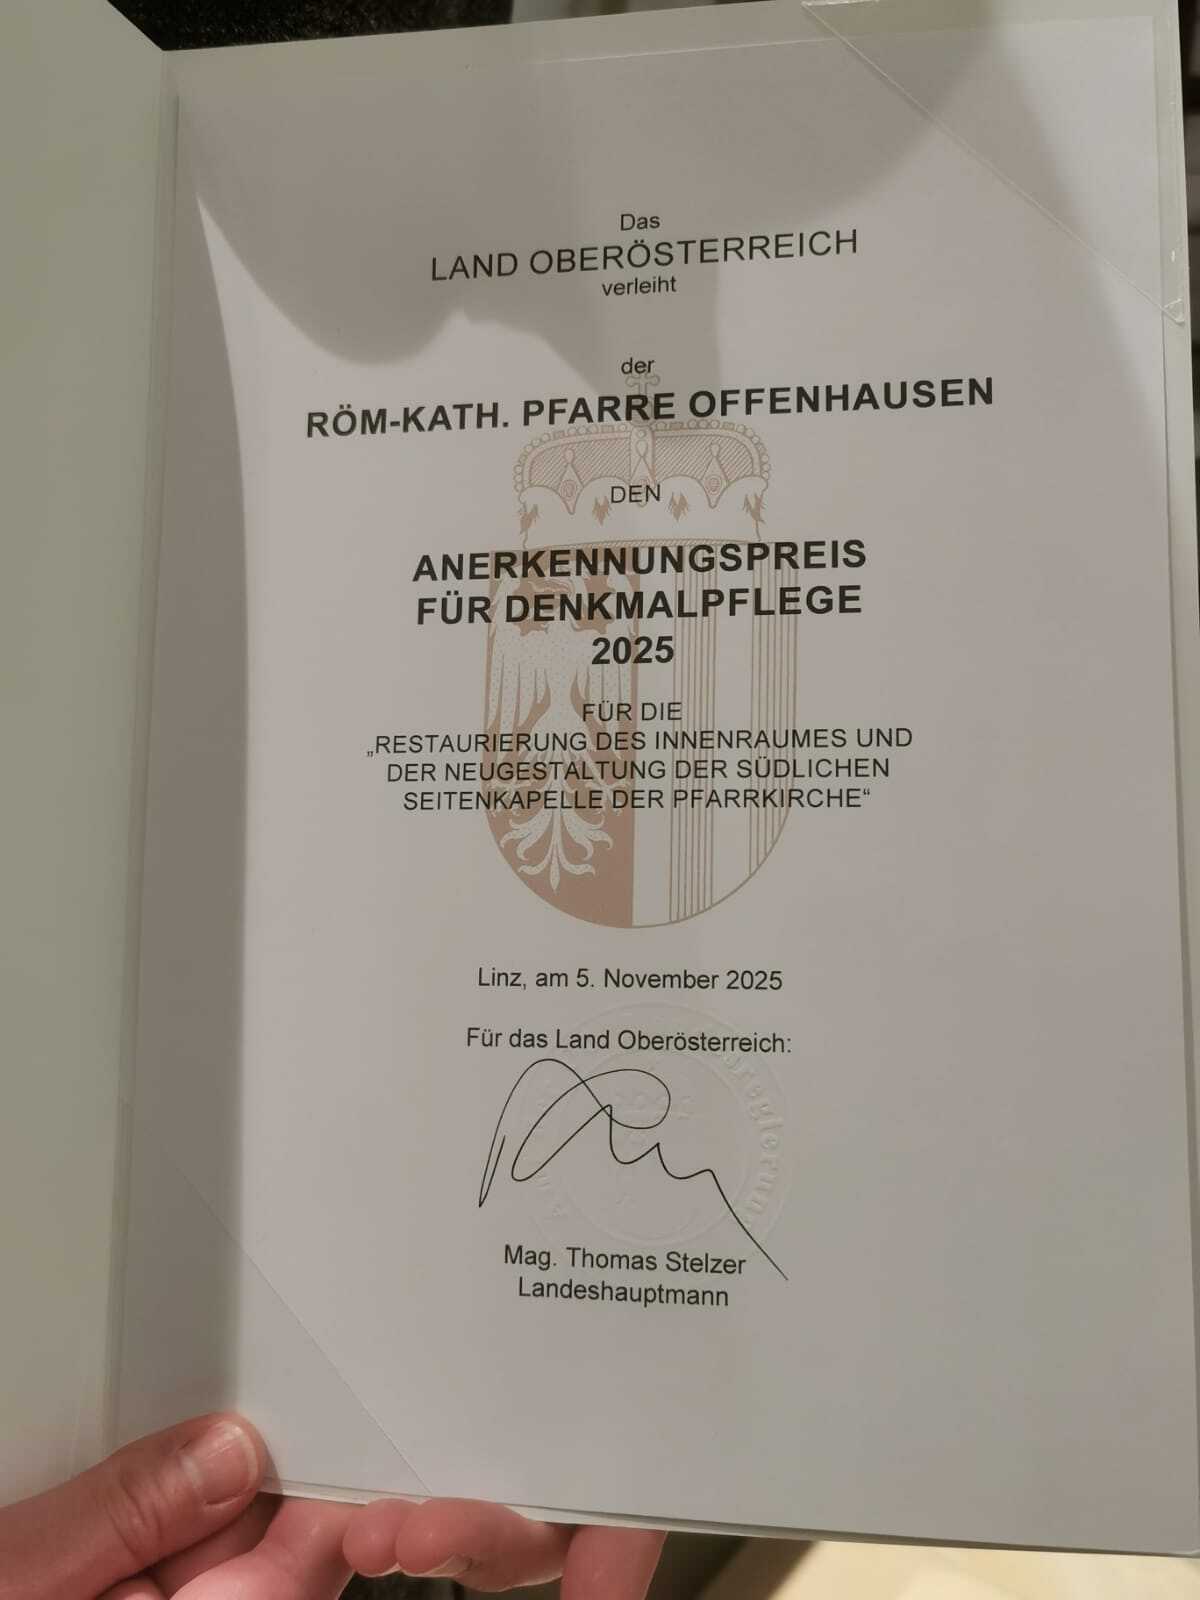 Das
LAND OBERÖSTERREICH
verleiht
der
RÖM-KATH. PFARRE OFFENHAUSEN
DEN
ANERKENNUNGSPREIS
FÜR DENKMALPFLEGE
2025
FÜR DIE
„RESTAURIERUNG DES INNENRAUMES UND
DER NEUGESTALTUNG DER SÜDLICHEN
SEITENKAPELLE DER PFARRKIRCHE“
Linz, am 5. November 2025
Für das Land Oberösterreich:
Mag. Thomas Stelzer
Landeshauptmann